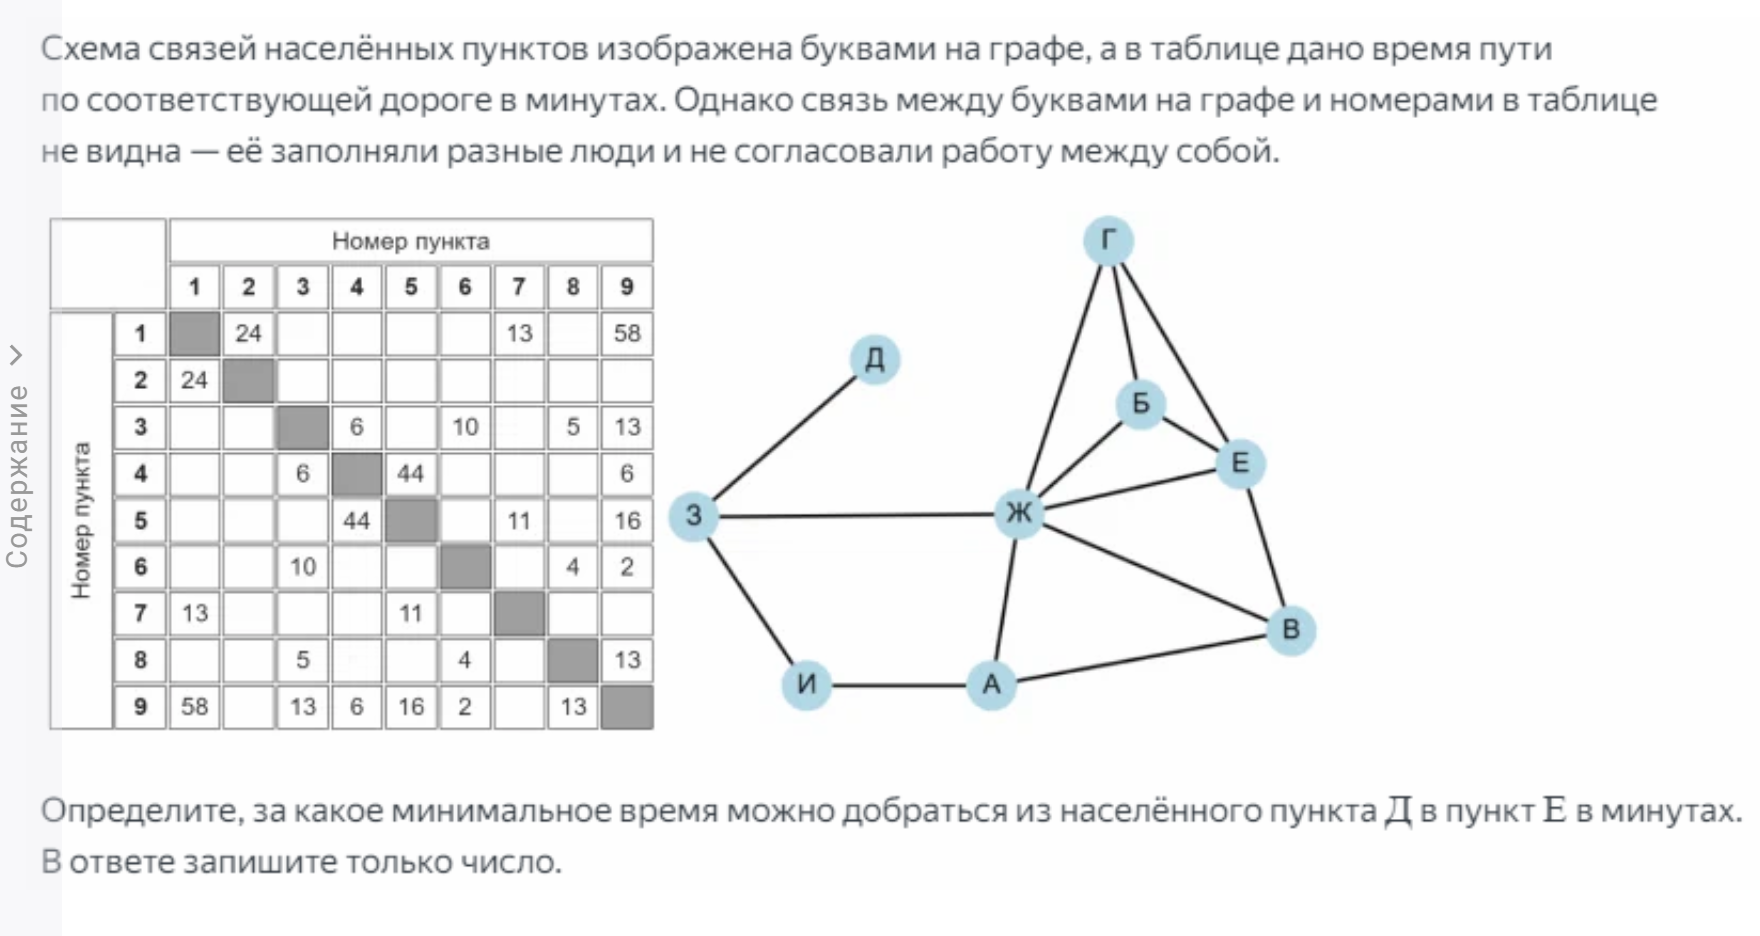 Схема связей населённых пунктов изображена буквами на графе, а в таблице дано время пути
по соответствующей дороге в минутах. Однако связь между буквами на графе и номерами в таблице
не видна — её заполняли разные люди и не согласовали работу между собой.
Содержание
Номер пункта
1 2 3 4 5 6 7 8 9
Номер пункта
1 24 13 58
2 24
3 6 10 5 13
4 6 44 6
5 44 11 16
6 10 4 2
7 13 11
8 5 4 13
9 58 13 6 16 2 13
Г
Д
Б
Е
З
Ж
В
И
А
Определите, за какое минимальное время можно добраться из населённого пункта Д в пункт Е в минутах.
В ответе запишите только число.